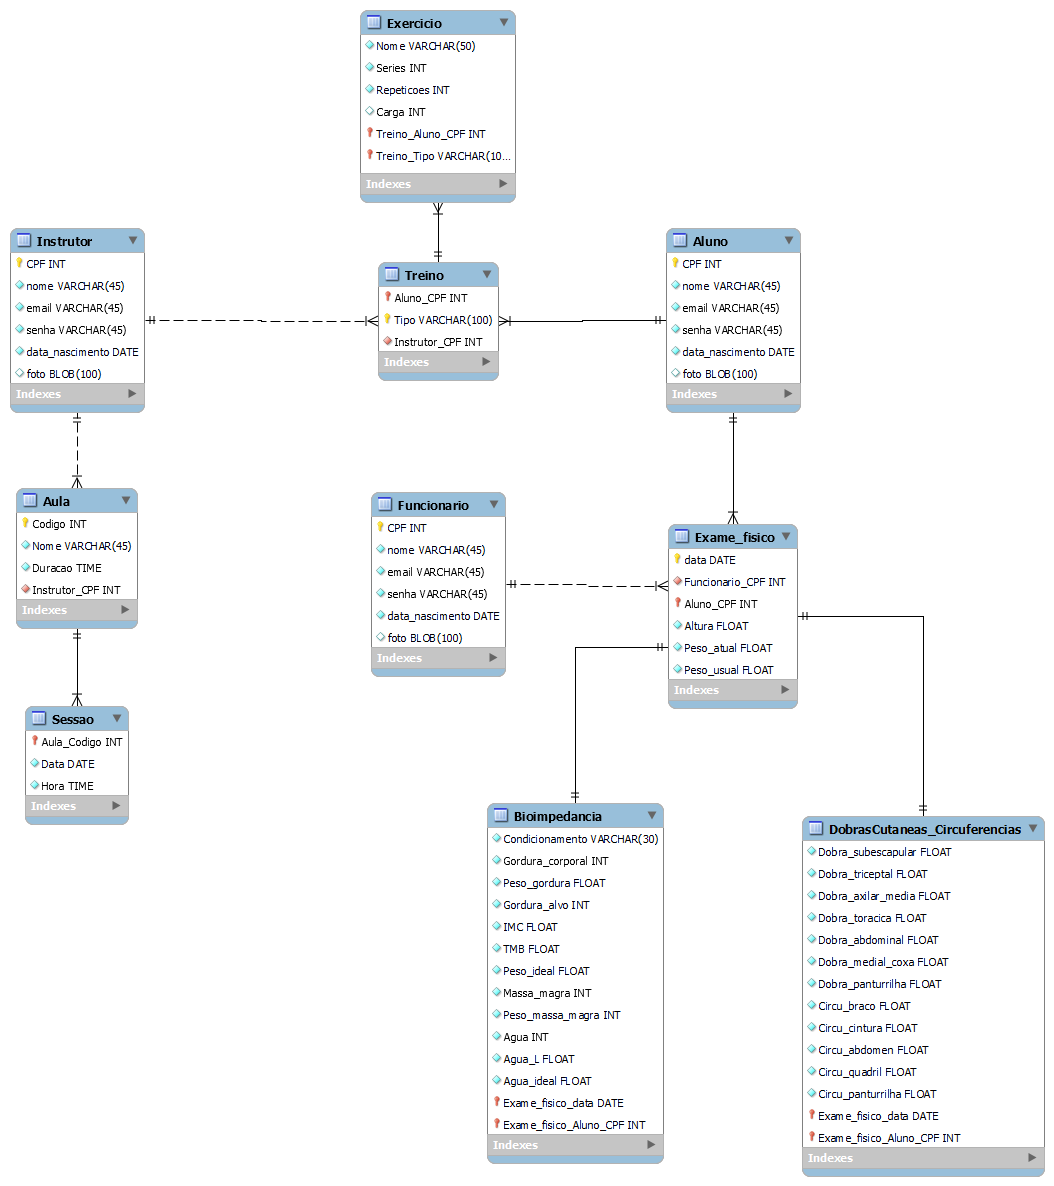 Exercicio
Nome VARCHAR(50)
Series INT
Repeticoes INT
Carga INT
Treino_Aluno_CPF INT
Treino_Tipo VARCHAR(10...
Indexes
Instrutor
CPF INT
nome VARCHAR(45)
email VARCHAR(45)
senha VARCHAR(45)
data_nascimento DATE
foto BLOB(100)
Indexes
Treino
Aluno_CPF INT
Tipo VARCHAR(100)
Instrutor_CPF INT
Indexes
Aluno
CPF INT
nome VARCHAR(45)
email VARCHAR(45)
senha VARCHAR(45)
data_nascimento DATE
foto BLOB(100)
Indexes
Aula
Codigo INT
Nome VARCHAR(45)
Duracao TIME
Instrutor_CPF INT
Indexes
Funcionario
CPF INT
nome VARCHAR(45)
email VARCHAR(45)
senha VARCHAR(45)
data_nascimento DATE
foto BLOB(100)
Indexes
Exame_fisico
data DATE
Funcionario_CPF INT
Aluno_CPF INT
Altura FLOAT
Peso_atual FLOAT
Peso_usual FLOAT
Indexes
Sessao
Aula_Codigo INT
Data DATE
Hora TIME
Indexes
Bioimpedancia
Condicionamento VARCHAR(30)
Gordura_corporal INT
Peso_gordura FLOAT
Gordura_alvo INT
IMC FLOAT
TMB FLOAT
Peso_ideal FLOAT
Massa_magra INT
Peso_massa_magra INT
Agua INT
Agua_L FLOAT
Agua_ideal FLOAT
Exame_fisico_data DATE
Exame_fisico_Aluno_CPF INT
Indexes
DobrasCutaneas_Circuferencias
Dobra_subescapular FLOAT
Dobra_triceptal FLOAT
Dobra_axilar_media FLOAT
Dobra_toracica FLOAT
Dobra_abdominal FLOAT
Dobra_medial_coxa FLOAT
Dobra_panturrilha FLOAT
Circu_braco FLOAT
Circu_cintura FLOAT
Circu_abdomen FLOAT
Circu_quadril FLOAT
Circu_panturrilha FLOAT
Exame_fisico_data DATE
Exame_fisico_Aluno_CPF INT
Indexes